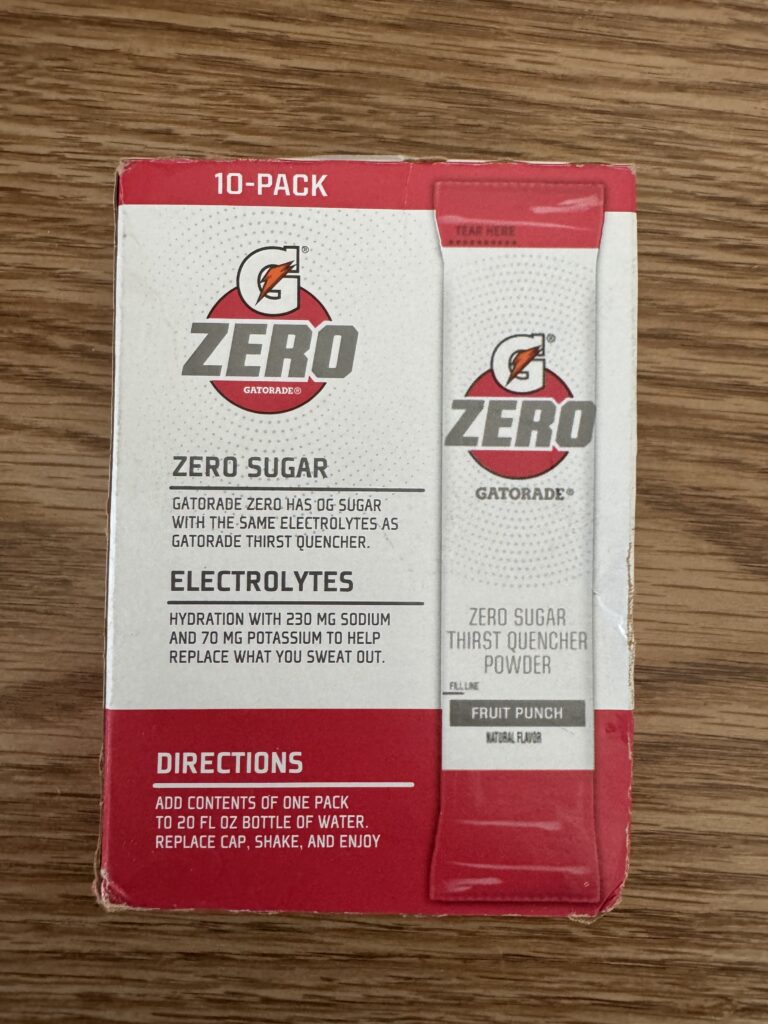 10-PACK
G®
ZERO
GATORADE®
ZERO SUGAR
GATORADE ZERO HAS 0G SUGAR
WITH THE SAME ELECTROLYTES AS
GATORADE THIRST QUENCHER.
ELECTROLYTES
HYDRATION WITH 230 MG SODIUM
AND 70 MG POTASSIUM TO HELP
REPLACE WHAT YOU SWEAT OUT.
DIRECTIONS
ADD CONTENTS OF ONE PACK
TO 20 FL OZ BOTTLE OF WATER.
REPLACE CAP, SHAKE, AND ENJOY
TEAR HERE
G®
ZERO
GATORADE®
ZERO SUGAR
THIRST QUENCHER
POWDER
FILL LINE
FRUIT PUNCH
NATURAL FLAVOR